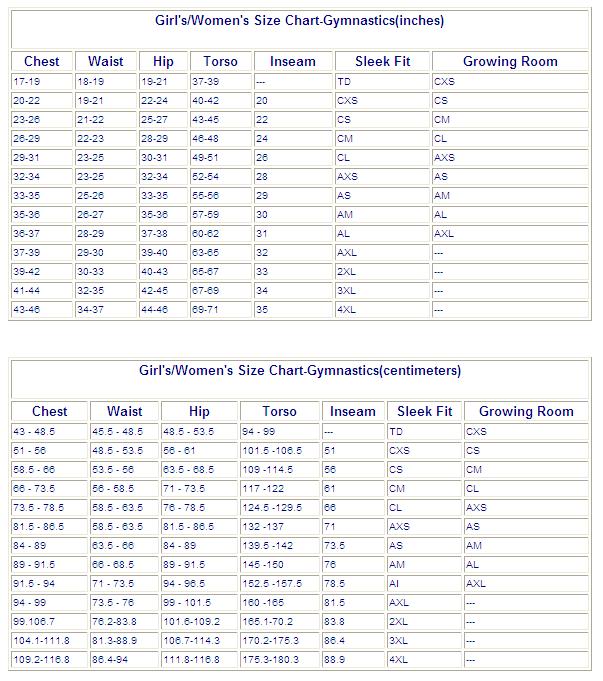 Girl's/Women's Size Chart-Gymnastics(inches)
Chest Waist Hip Torso Inseam Sleek Fit Growing Room
17-19 18-19 19-21 37-39 --- TD CXS
20-22 19-21 22-24 40-42 20 CXS CS
23-26 21-22 25-27 43-45 22 CS CM
26-29 22-23 28-29 46-48 24 CM CL
29-31 23-25 30-31 49-51 26 CL AXS
32-34 23-25 32-34 52-54 28 AXS AS
33-35 25-26 33-35 55-56 29 AS AM
35-36 26-27 35-36 57-59 30 AM AL
36-37 28-29 37-38 60-62 31 AL AXL
37-39 29-30 39-40 63-65 32 AXL ---
39-42 30-33 40-43 65-67 33 2XL ---
41-44 32-35 42-45 67-69 34 3XL ---
43-46 34-37 44-46 69-71 35 4XL ---
Girl's/Women's Size Chart-Gymnastics(centimeters)
Chest Waist Hip Torso Inseam Sleek Fit Growing Room
43 - 48.5 45.5 - 48.5 48.5 - 53.5 94 - 99 --- TD CXS
51 - 56 48.5 - 53.5 56 - 61 101.5 -106.5 51 CXS CS
58.5 - 66 53.5 - 56 63.5 - 68.5 109 -114.5 56 CS CM
66 - 73.5 56 - 58.5 71 - 73.5 117 -122 61 CM CL
73.5 - 78.5 58.5 - 63.5 76 - 78.5 124.5 -129.5 66 CL AXS
81.5 - 86.5 58.5 - 63.5 81.5 - 86.5 132 -137 71 AXS AS
84 - 89 63.5 - 66 84 - 89 139.5 -142 73.5 AS AM
89 - 91.5 66 - 68.5 89 - 91.5 145 -150 76 AM AL
91.5 - 94 71 - 73.5 94 - 96.5 152.5 -157.5 78.5 Al AXL
94 - 99 73.5 - 76 99 - 101.5 160 -165 81.5 AXL ---
99.106.7 76.2-83.8 101.6-109.2 165.1-70.2 83.8 2XL ---
104.1-111.8 81.3-88.9 106.7-114.3 170.2-175.3 86.4 3XL ---
109.2-116.8 86.4-94 111.8-116.8 175.3-180.3 88.9 4XL ---